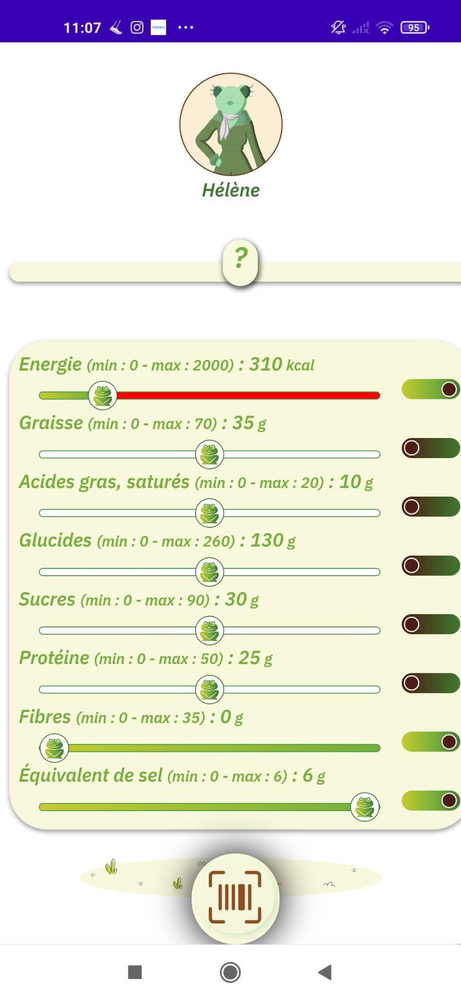 11:07 neveo ... 95
Hélène
?
Energie (min : 0 - max : 2000) : 310 kcal
Graisse (min : 0 - max : 70) : 35 g
Acides gras, saturés (min : 0 - max : 20) : 10 g
Glucides (min : 0 - max : 260) : 130 g
Sucres (min : 0 - max : 90) : 30 g
Protéine (min : 0 - max : 50) : 25 g
Fibres (min : 0 - max : 35) : 0 g
Équivalent de sel (min : 0 - max : 6) : 6 g